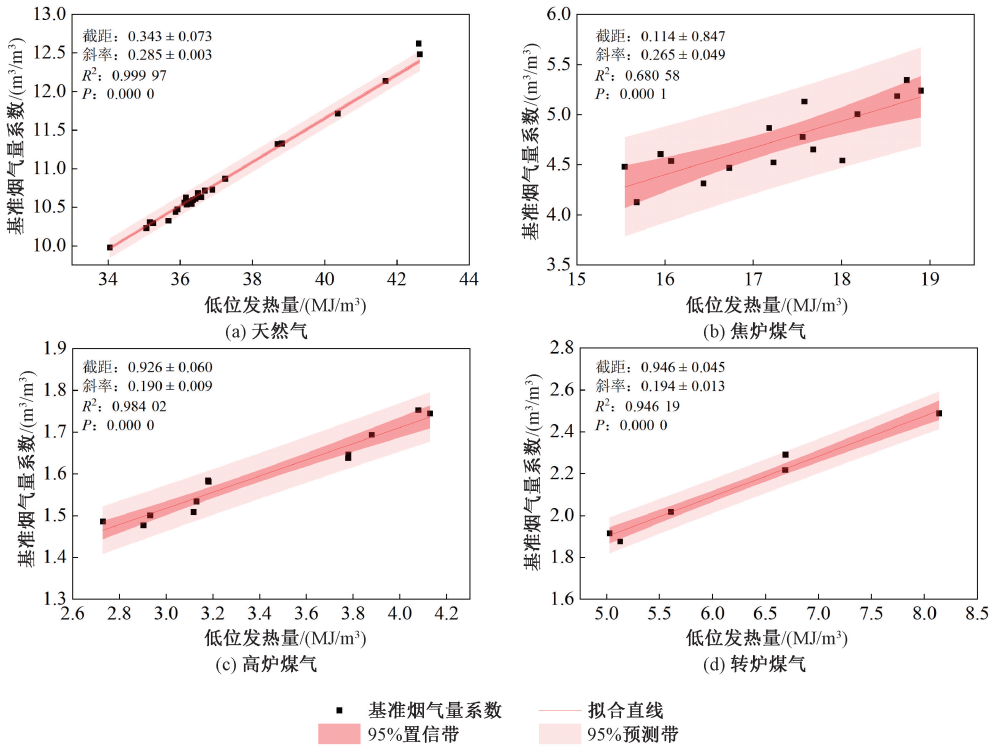 截距：0.343 ± 0.073
斜率：0.285 ± 0.003
R²：0.999 97
P：0.000 0
基准烟气量系数/(m³/m³)
12.5
12.0
11.5
11.0
10.5
10.0
34 36 38 40 42 44
低位发热量/(MJ/m³)
(a) 天然气
截距：0.114 ± 0.847
斜率：0.265 ± 0.049
R²：0.680 58
P：0.000 1
基准烟气量系数/(m³/m³)
6.0
5.5
5.0
4.5
4.0
3.5
15 16 17 18 19
低位发热量/(MJ/m³)
(b) 焦炉煤气
截距：0.926 ± 0.060
斜率：0.190 ± 0.009
R²：0.984 02
P：0.000 0
基准烟气量系数/(m³/m³)
1.9
1.8
1.7
1.6
1.5
1.4
1.3
2.6 2.8 3.0 3.2 3.4 3.6 3.8 4.0 4.2
低位发热量/(MJ/m³)
(c) 高炉煤气
截距：0.946 ± 0.045
斜率：0.194 ± 0.013
R²：0.946 19
P：0.000 0
基准烟气量系数/(m³/m³)
2.8
2.6
2.4
2.2
2.0
1.8
1.6
5.0 5.5 6.0 6.5 7.0 7.5 8.0 8.5
低位发热量/(MJ/m³)
(d) 转炉煤气
基准烟气量系数 拟合直线
95%置信带 95%预测带